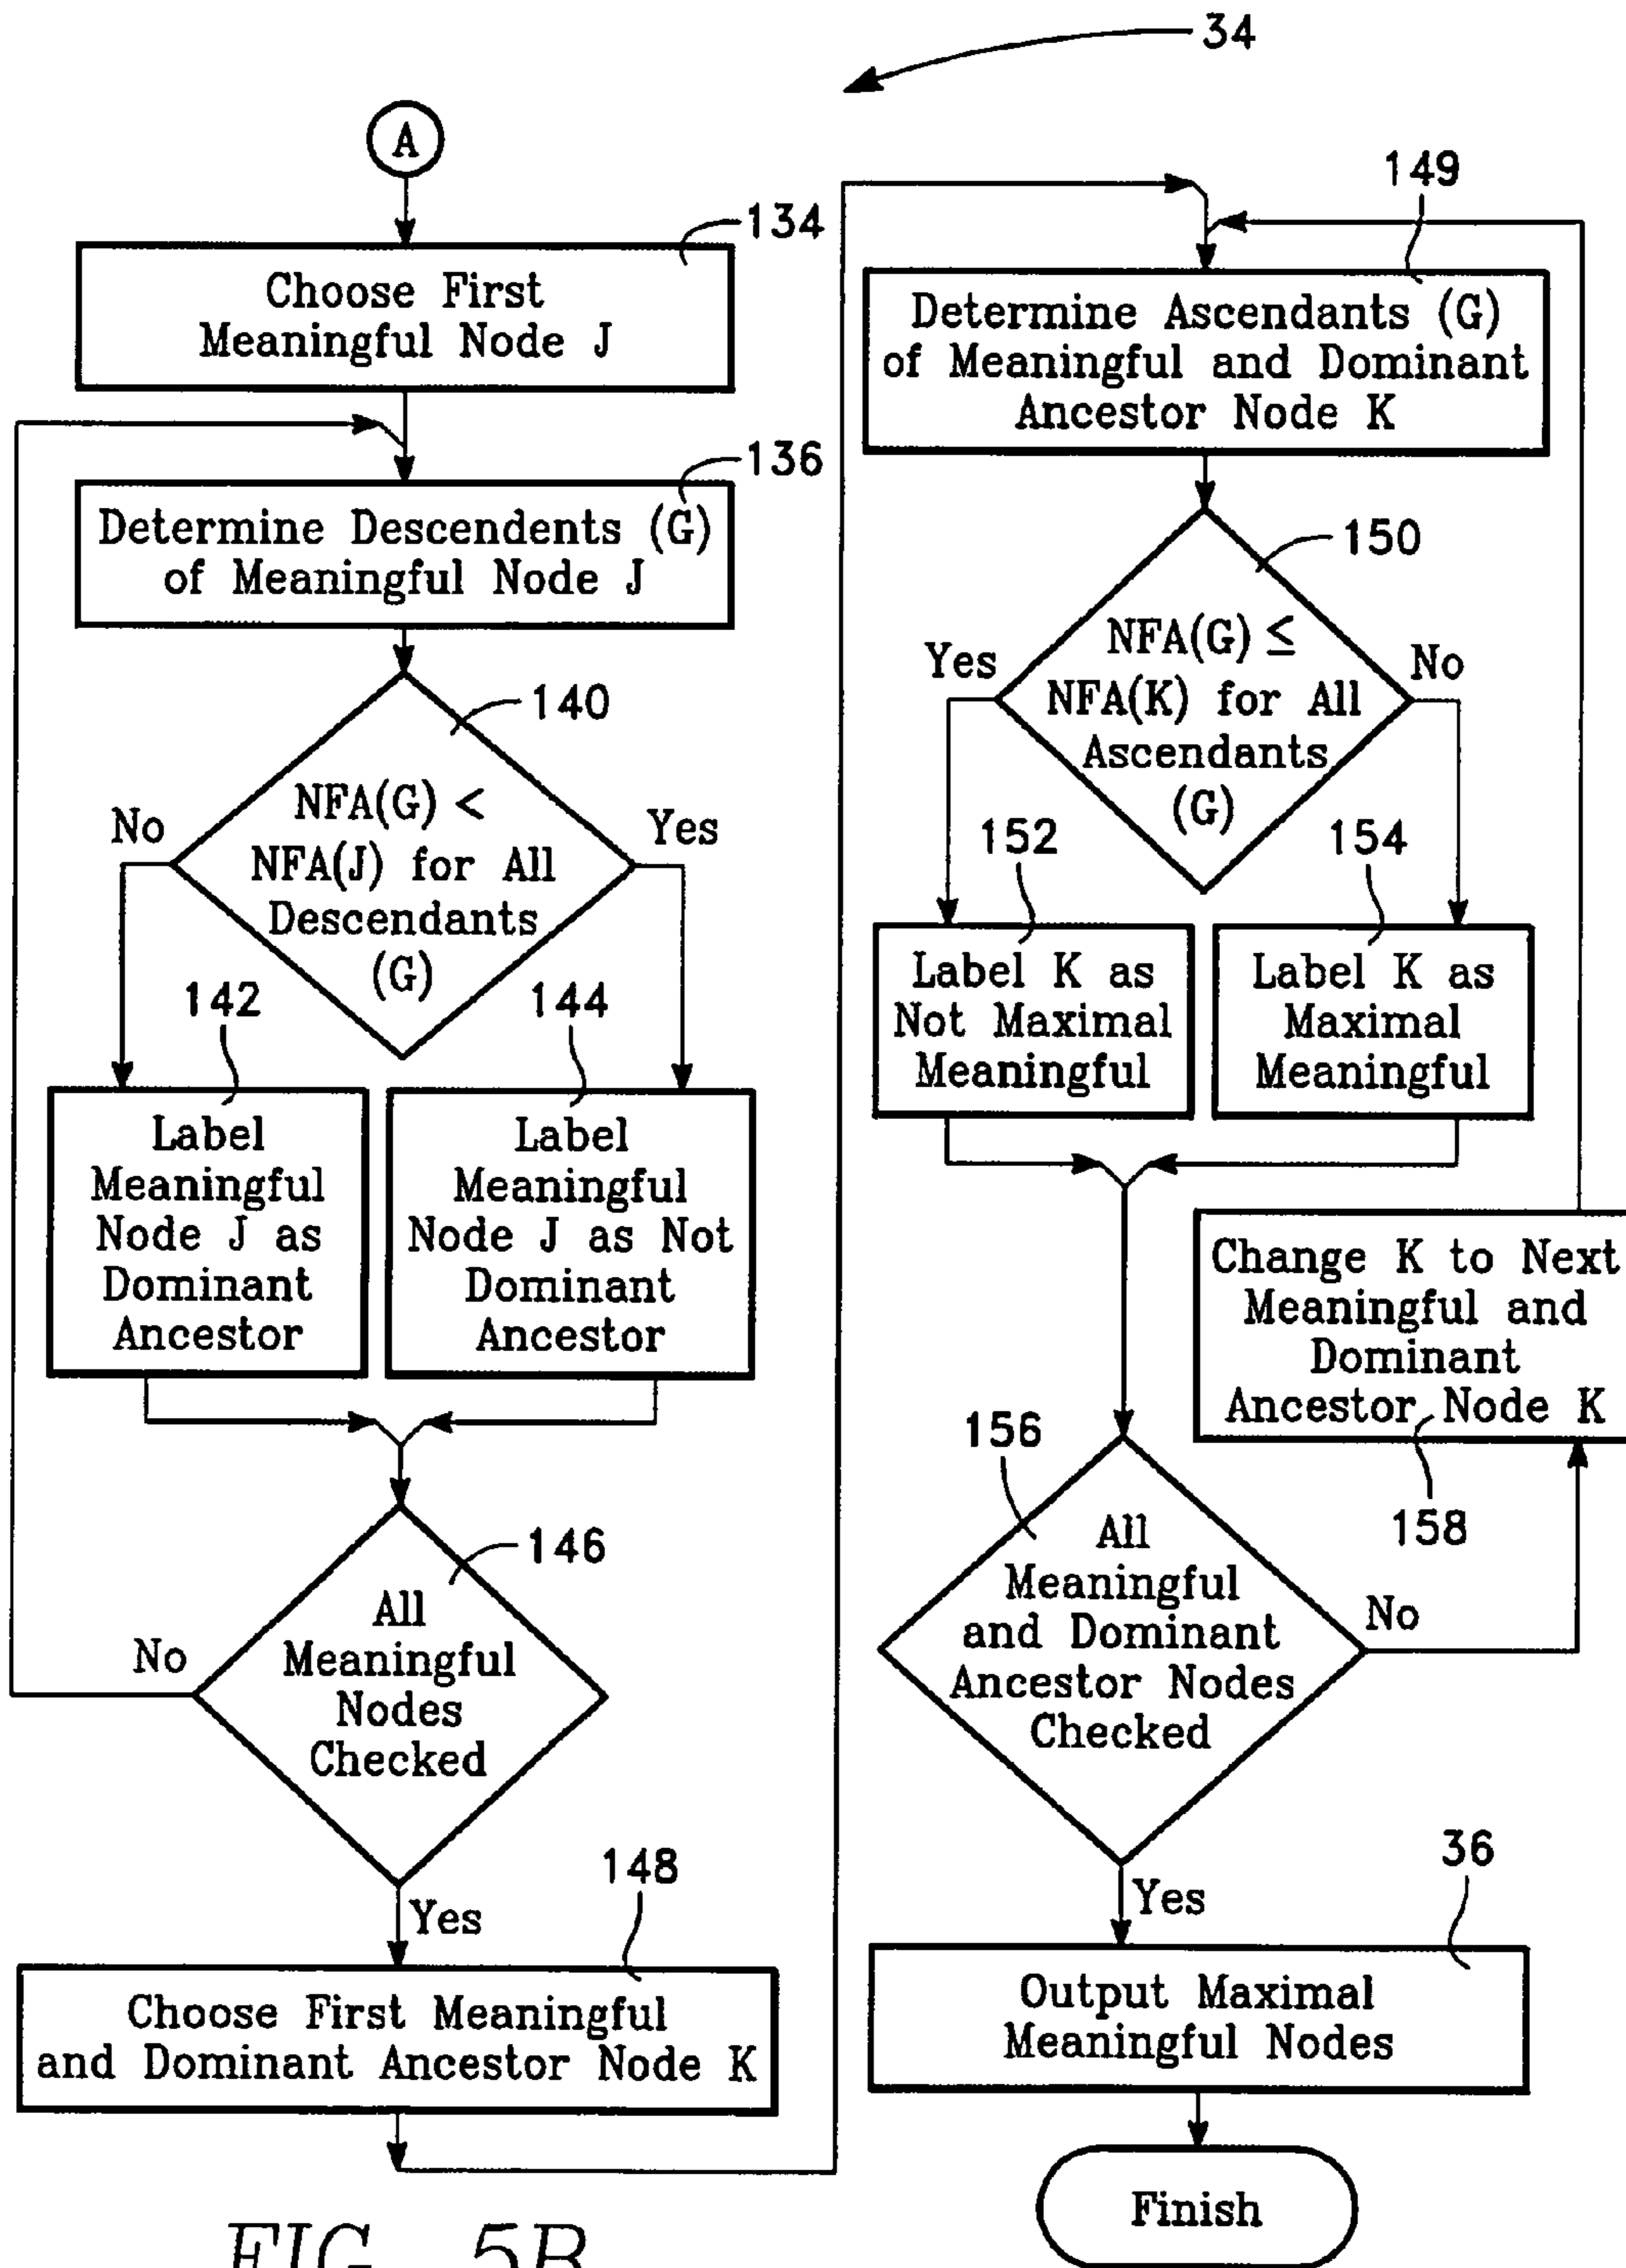 34
A
134
Choose First
Meaningful Node J
136
Determine Descendents (G)
of Meaningful Node J
140
NFA(G) <
NFA(J) for All
Descendants
(G)
No
Yes
142
144
Label
Meaningful
Node J as
Dominant
Ancestor
Label
Meaningful
Node J as Not
Dominant
Ancestor
146
All
Meaningful
Nodes
Checked
No
Yes
148
Choose First Meaningful
and Dominant Ancestor Node K
149
Determine Ascendants (G)
of Meaningful and Dominant
Ancestor Node K
150
NFA(G) ≤
NFA(K) for All
Ascendants
(G)
Yes
No
152
154
Label K as
Not Maximal
Meaningful
Label K as
Maximal
Meaningful
Change K to Next
Meaningful and
Dominant
Ancestor Node K
158
156
All
Meaningful
and Dominant
Ancestor Nodes
Checked
No
Yes
36
Output Maximal
Meaningful Nodes
Finish
FIG. 5B